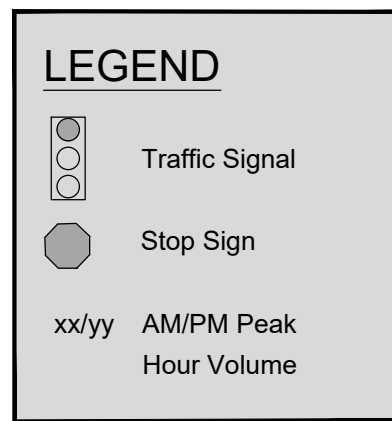 LEGEND
Traffic Signal
Stop Sign
xx/yy AM/PM Peak
Hour Volume